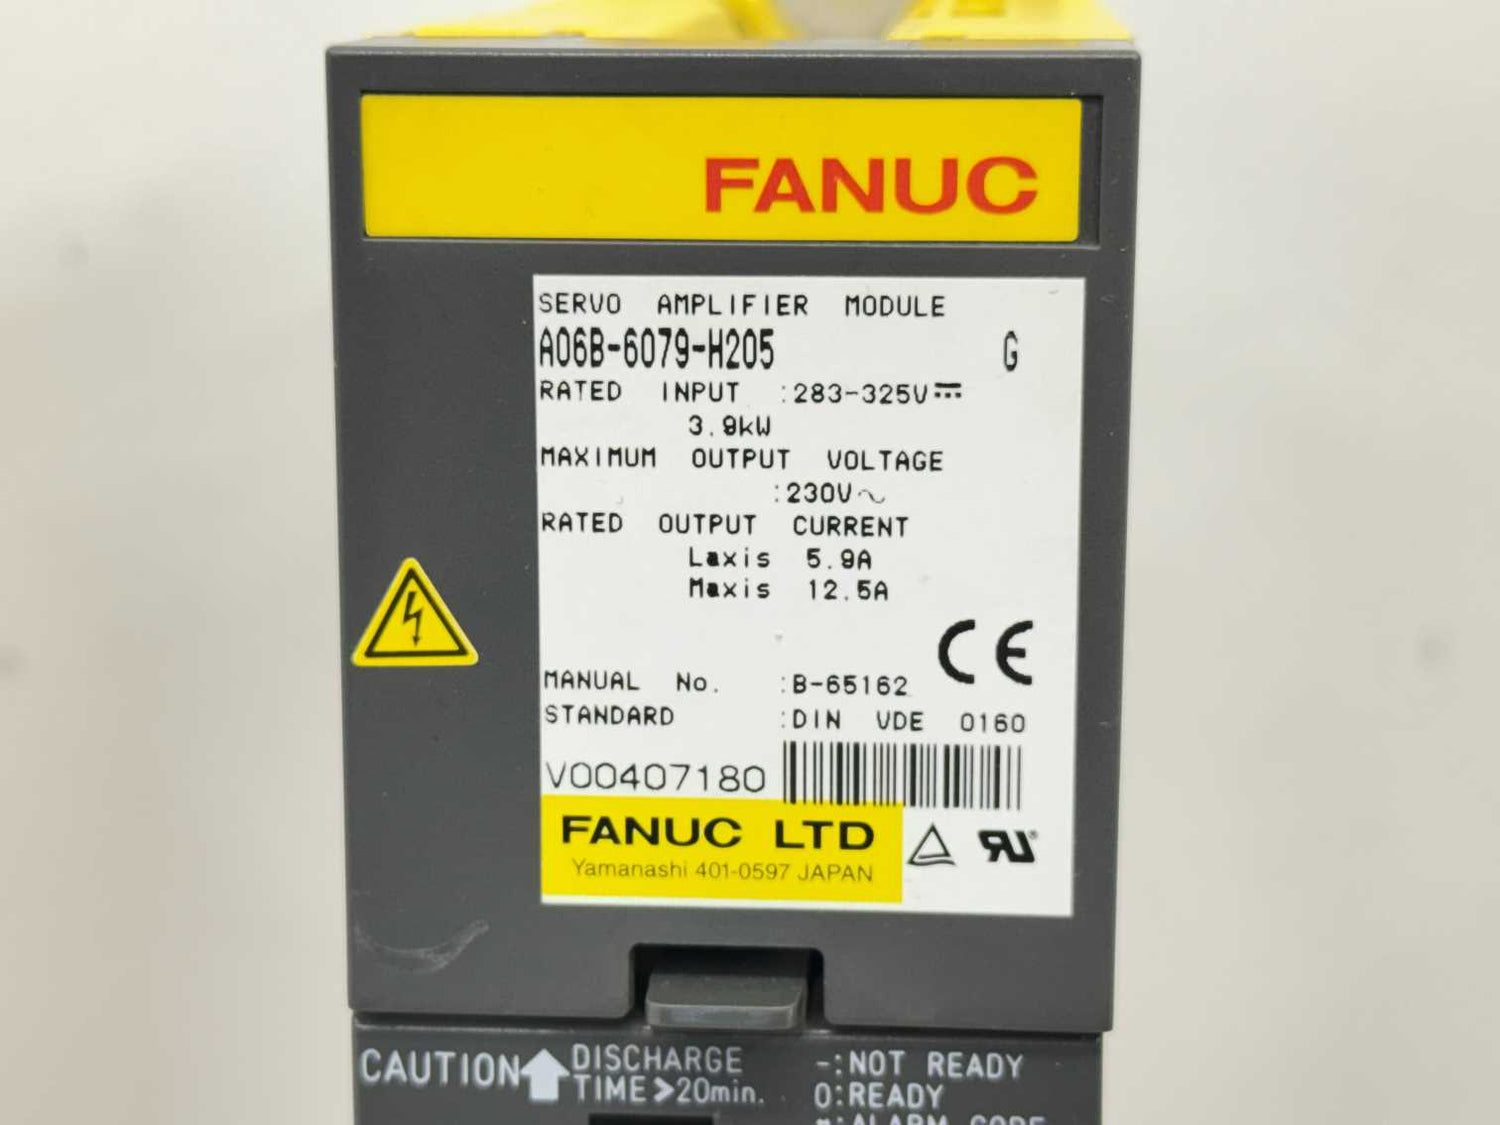 FANUC
SERVO AMPLIFIER MODULE
A06B-6079-H205 G
RATED INPUT :283-325V⎓
3.9kW
MAXIMUM OUTPUT VOLTAGE
:230V~
RATED OUTPUT CURRENT
Laxis 5.9A
Maxis 12.5A
CE
MANUAL No. :B-65162
STANDARD :DIN VDE 0160
V00407180
FANUC LTD
Yamanashi 401-0597 JAPAN
CAUTION DISCHARGE
TIME>20min.
-:NOT READY
0:READY
ALARM CODE